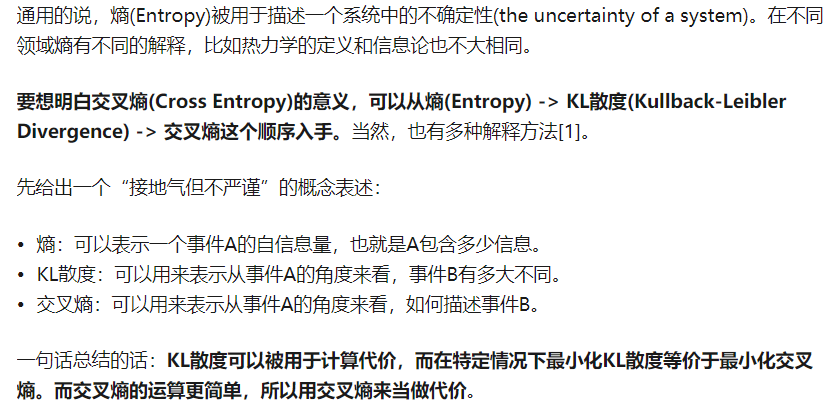 通用的说，熵(Entropy)被用于描述一个系统中的不确定性(the uncertainty of a system)。在不同
领域熵有不同的解释，比如热力学的定义和信息论也不大相同。
要想明白交叉熵(Cross Entropy)的意义，可以从熵(Entropy) -> KL散度(Kullback-Leibler
Divergence) -> 交叉熵这个顺序入手。当然，也有多种解释方法[1]。
先给出一个“接地气但不严谨”的概念表述：
• 熵：可以表示一个事件A的自信息量，也就是A包含多少信息。
• KL散度：可以用来表示从事件A的角度来看，事件B有多大不同。
• 交叉熵：可以用来表示从事件A的角度来看，如何描述事件B。
一句话总结的话：KL散度可以被用于计算代价，而在特定情况下最小化KL散度等价于最小化交叉
熵。而交叉熵的运算更简单，所以用交叉熵来当做代价。